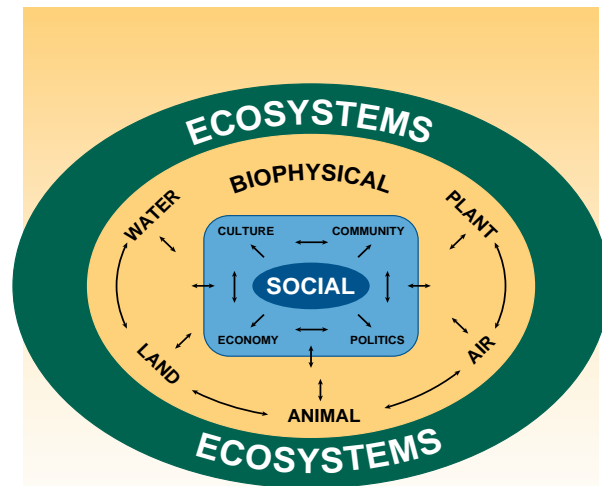 ECOSYSTEMS
BIOPHYSICAL
WATER
PLANT
CULTURE
COMMUNITY
SOCIAL
ECONOMY
POLITICS
LAND
AIR
ANIMAL
ECOSYSTEMS